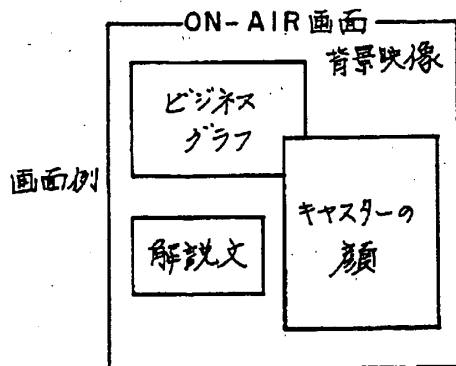 ON-AIR画面
背景映像
ビジネス
グラフ
画面例
キャスターの
顔
解説文